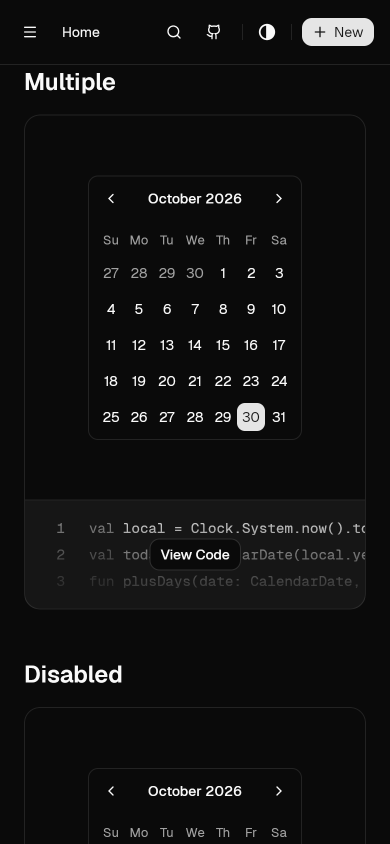 Home
New
Multiple
October 2026
Su Mo Tu We Th Fr Sa
27 28 29 30 1 2 3
4 5 6 7 8 9 10
11 12 13 14 15 16 17
18 19 20 21 22 23 24
25 26 27 28 29 30 31
1 val local = Clock.System.now().to
2 val tod arDate(local.ye
View Code
3 fun plusDays(date: CalendarDate,
Disabled
October 2026
Su Mo Tu We Th Fr Sa